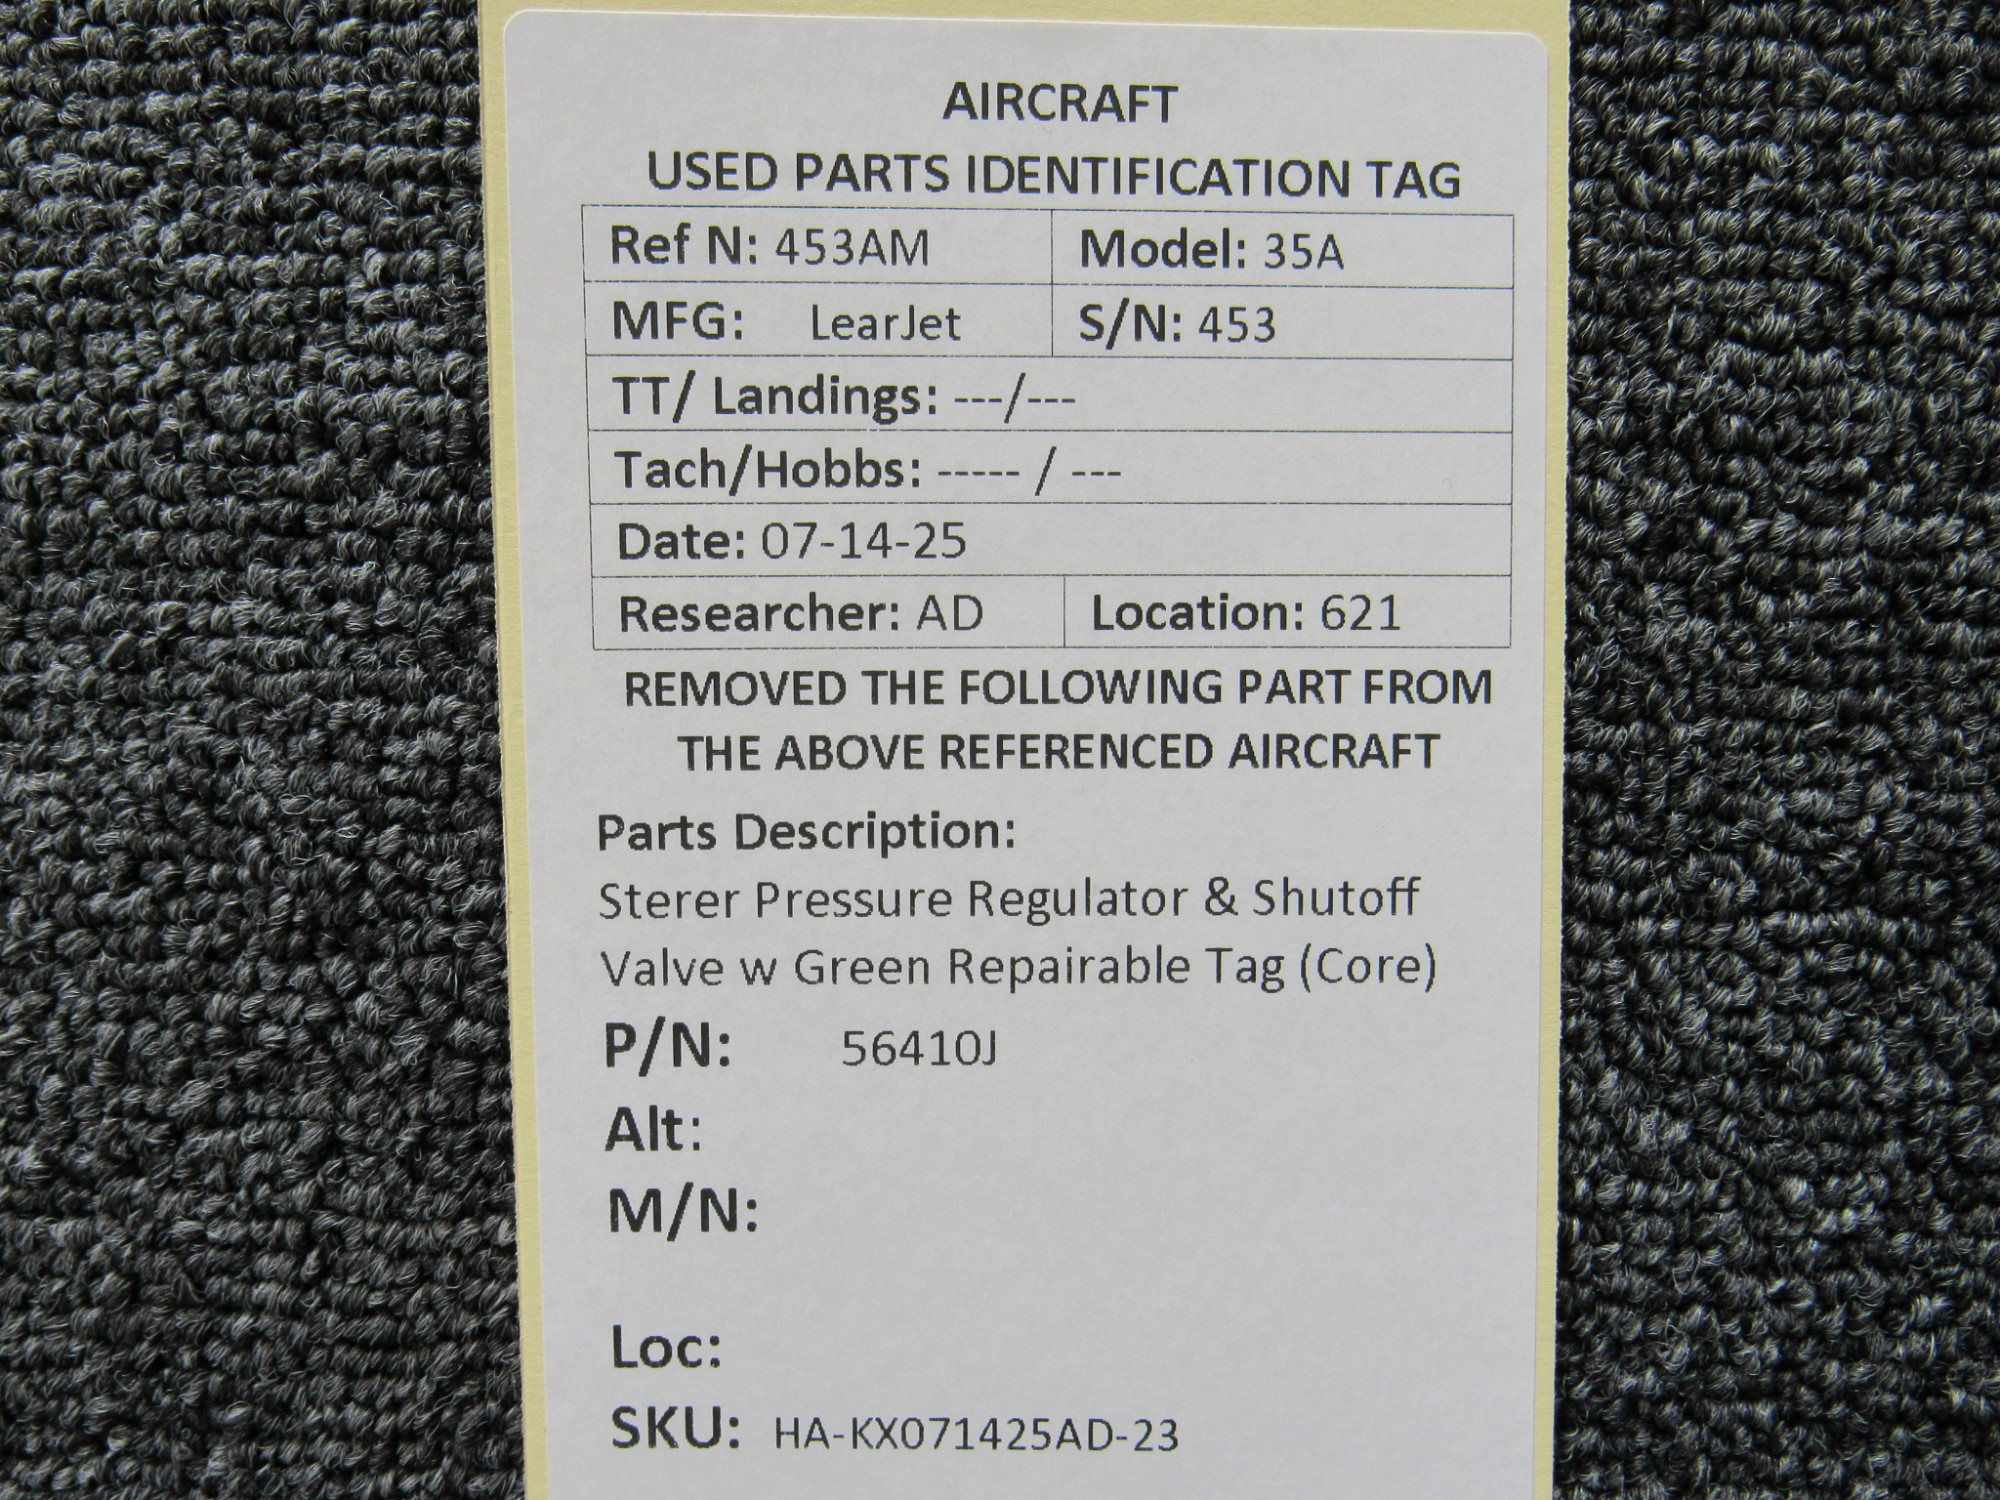 AIRCRAFT
USED PARTS IDENTIFICATION TAG
Ref N: 453AM Model: 35A
MFG: LearJet S/N: 453
TT/ Landings: ---/---
Tach/Hobbs: ----- / ---
Date: 07-14-25
Researcher: AD Location: 621
REMOVED THE FOLLOWING PART FROM
THE ABOVE REFERENCED AIRCRAFT
Parts Description:
Sterer Pressure Regulator & Shutoff
Valve w Green Repairable Tag (Core)
P/N: 56410J
Alt:
M/N:
Loc:
SKU: HA-KX071425AD-23